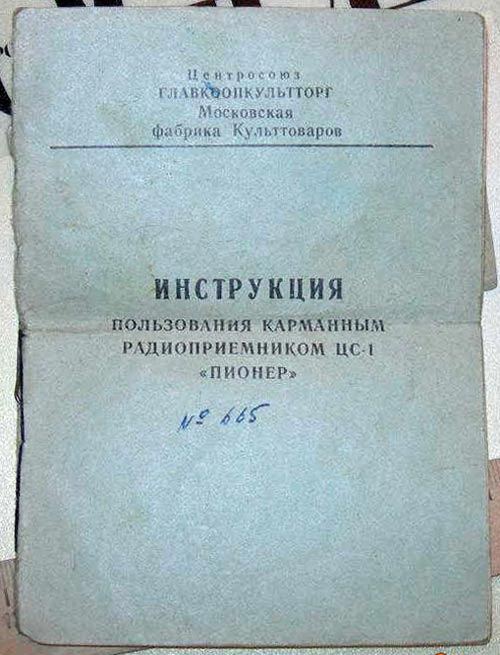 Центросоюз
ГЛАВКООПКУЛЬТТОРГ
Московская
фабрика Культтоваров
ИНСТРУКЦИЯ
ПОЛЬЗОВАНИЯ КАРМАННЫМ
РАДИОПРИЕМНИКОМ ЦС-1
«ПИОНЕР»
№ 665